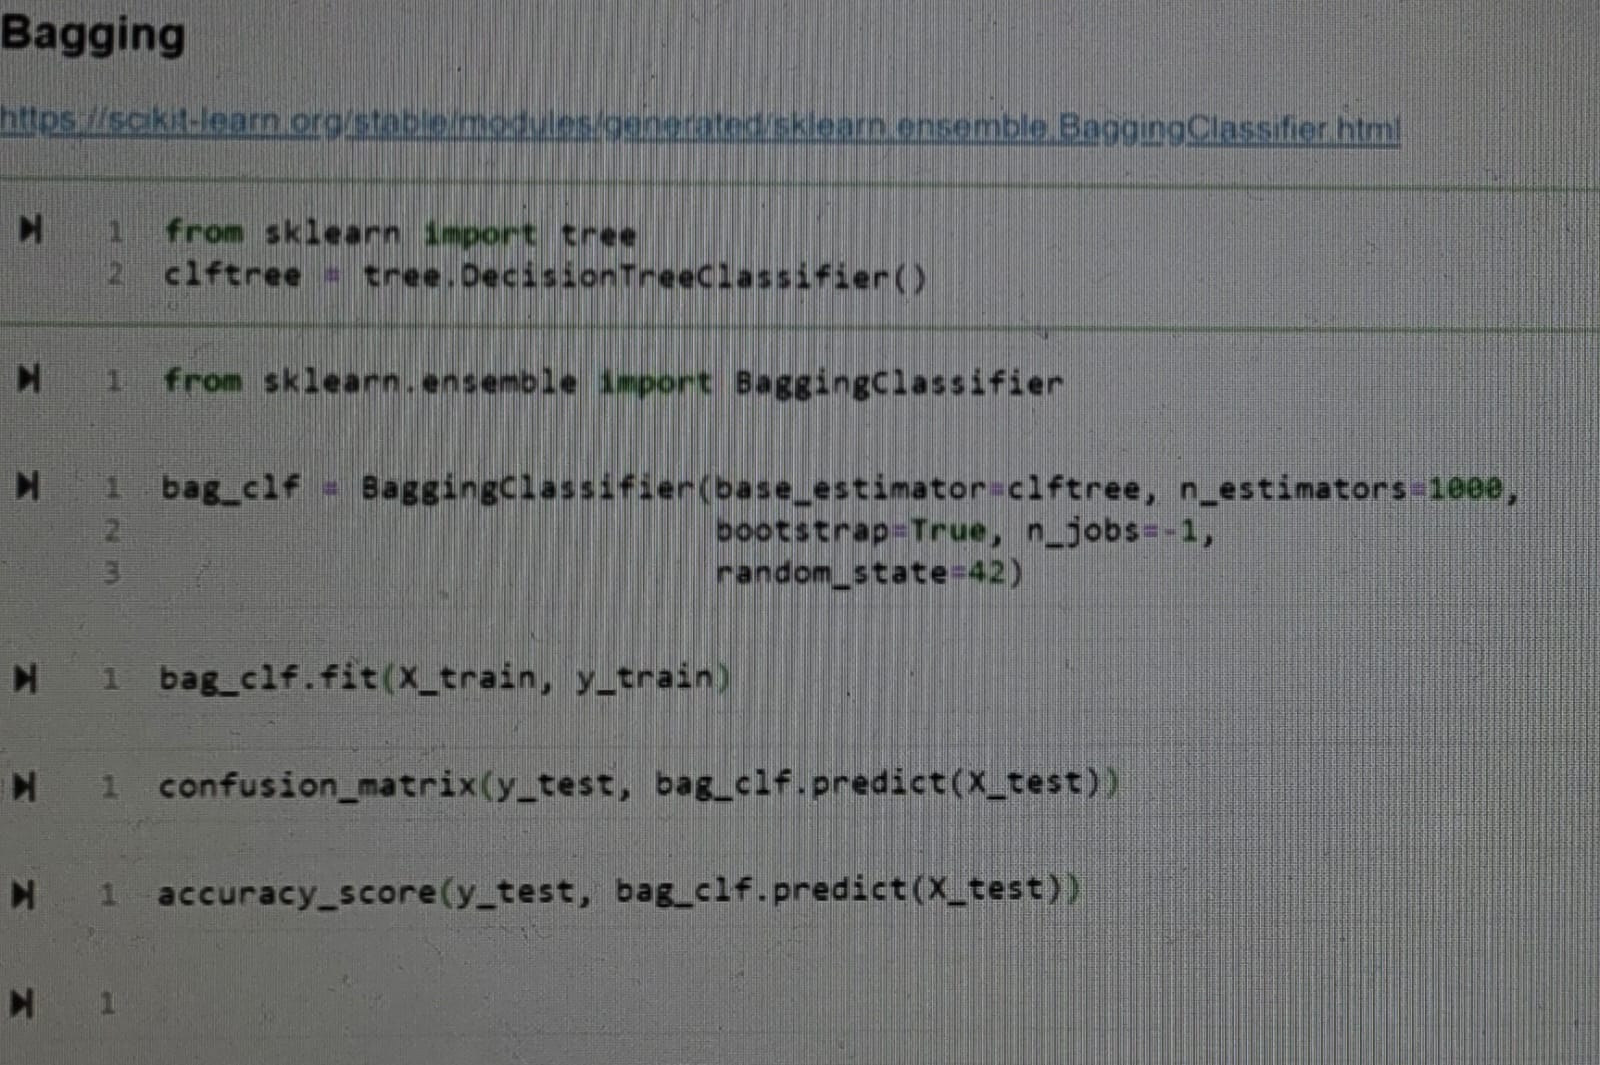 Bagging
https://scikit-learn.org/stable/modules/generated/sklearn.ensemble.BaggingClassifier.html
1 from sklearn import tree
2 clftree = tree.DecisionTreeClassifier()
1 from sklearn.ensemble import BaggingClassifier
1 bag_clf = BaggingClassifier(base_estimator=clftree, n_estimators=1000,
2 bootstrap=True, n_jobs=-1,
3 random_state=42)
1 bag_clf.fit(X_train, y_train)
1 confusion_matrix(y_test, bag_clf.predict(X_test))
1 accuracy_score(y_test, bag_clf.predict(X_test))
1